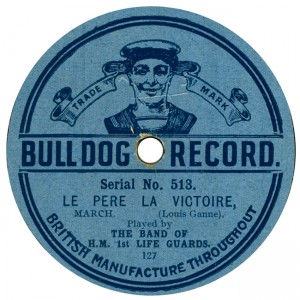 TRADE MARK
BULLDOG RECORD.
Serial No. 513.
LE PERE LA VICTOIRE,
MARCH. (Louis Ganne).
Played by
THE BAND OF
H.M. 1st LIFE GUARDS.
127
BRITISH MANUFACTURE THROUGHOUT